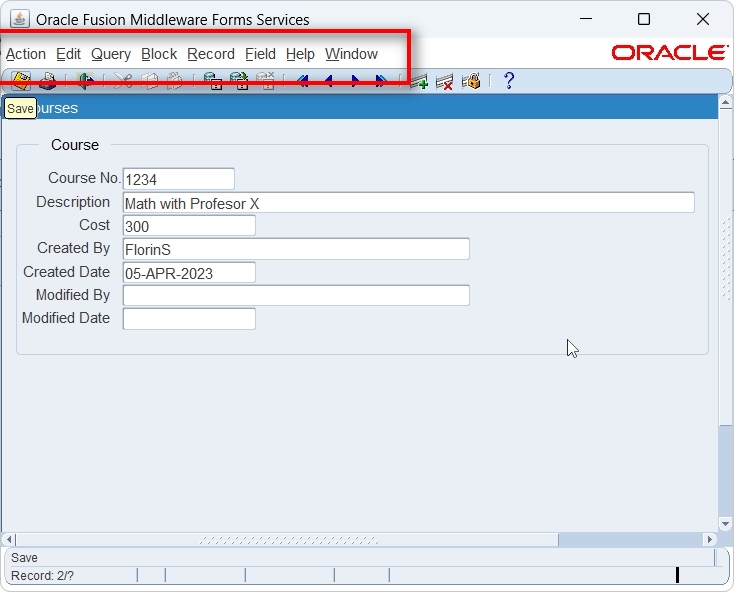 Oracle Fusion Middleware Forms Services
Action Edit Query Block Record Field Help Window
ORACLE
?
Save
ourses
Course
Course No. 1234
Description Math with Profesor X
Cost 300
Created By FlorinS
Created Date 05-APR-2023
Modified By
Modified Date
Save
Record: 2/?